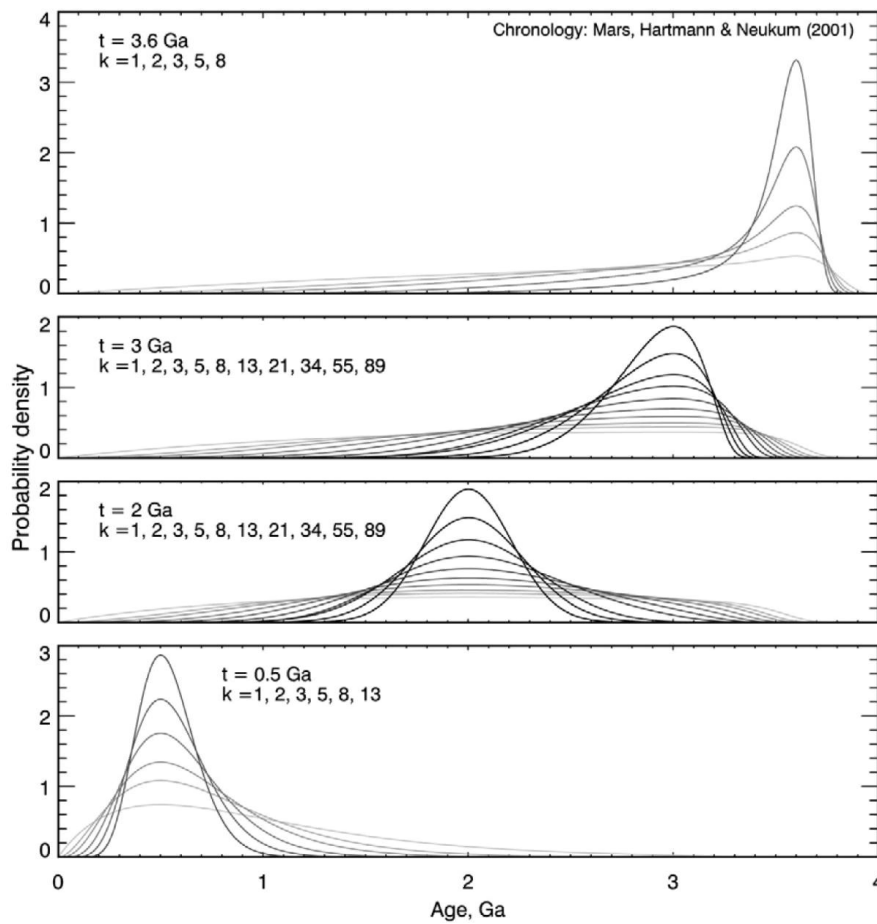 4
Chronology: Mars, Hartmann & Neukum (2001)
t = 3.6 Ga
k =1, 2, 3, 5, 8
3
2
1
0
2
t = 3 Ga
k =1, 2, 3, 5, 8, 13, 21, 34, 55, 89
1
0
Probability density
2
t = 2 Ga
k =1, 2, 3, 5, 8, 13, 21, 34, 55, 89
1
0
3
t = 0.5 Ga
k =1, 2, 3, 5, 8, 13
2
1
0
0 1 2 3 4
Age, Ga